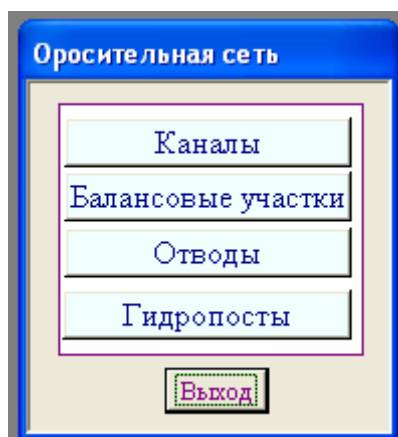 Оросительная сеть
Каналы
Балансовые участки
Отводы
Гидропосты
Выход